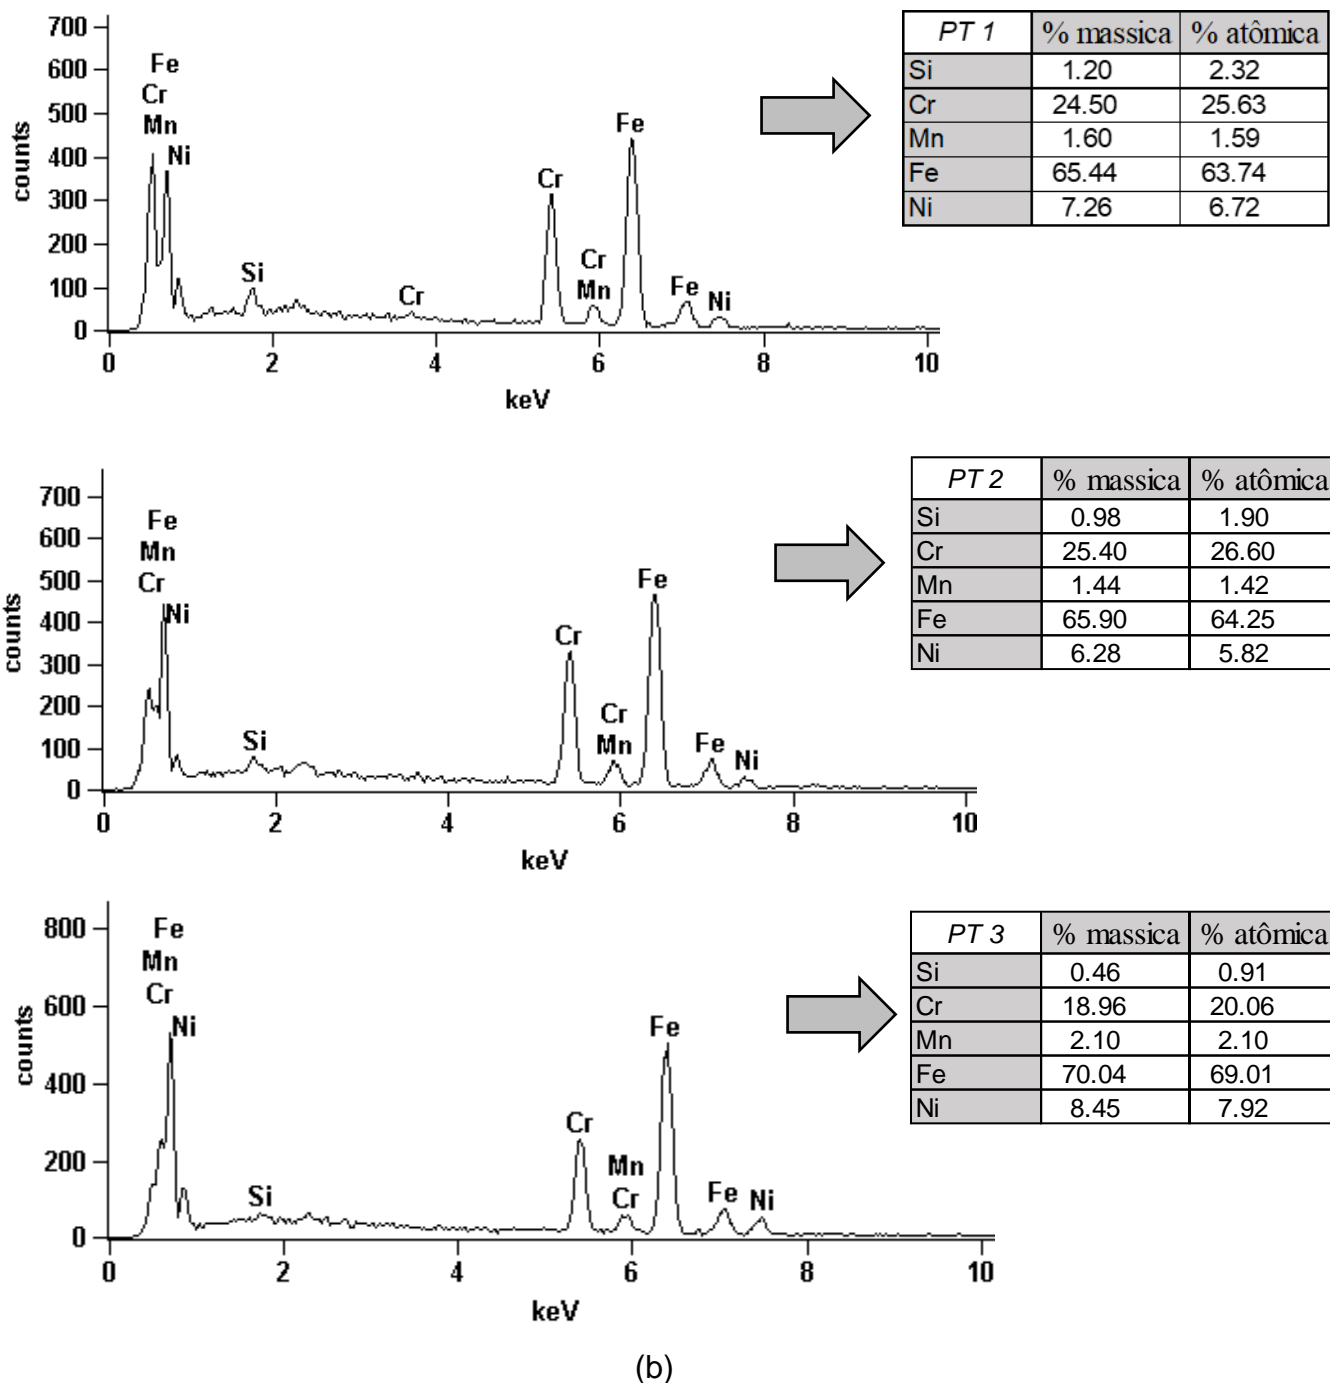 700
600
500
400
300
200
100
0
counts
Fe
Cr
Mn
Ni
Si
Cr
Cr
Cr
Mn
Fe
Fe
Ni
0 2 4 6 8 10
keV
PT 1 % massica % atômica
Si 1.20 2.32
Cr 24.50 25.63
Mn 1.60 1.59
Fe 65.44 63.74
Ni 7.26 6.72
700
600
500
400
300
200
100
0
counts
Fe
Mn
Cr
Ni
Si
Cr
Cr
Mn
Fe
Fe
Ni
0 2 4 6 8 10
keV
PT 2 % massica % atômica
Si 0.98 1.90
Cr 25.40 26.60
Mn 1.44 1.42
Fe 65.90 64.25
Ni 6.28 5.82
800
600
400
200
0
counts
Fe
Mn
Cr
Ni
Si
Cr
Mn
Cr
Fe
Fe
Ni
0 2 4 6 8 10
keV
PT 3 % massica % atômica
Si 0.46 0.91
Cr 18.96 20.06
Mn 2.10 2.10
Fe 70.04 69.01
Ni 8.45 7.92
(b)